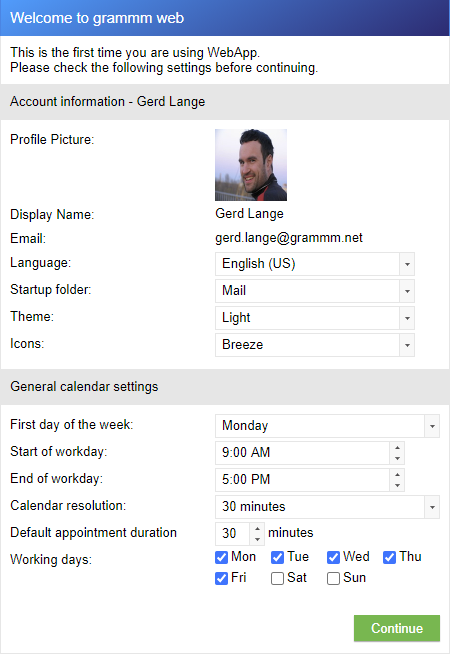 Welcome to grammm web
This is the first time you are using WebApp.
Please check the following settings before continuing.
Account information - Gerd Lange
Profile Picture:
Display Name: Gerd Lange
Email: gerd.lange@grammm.net
Language: English (US)
Startup folder: Mail
Theme: Light
Icons: Breeze
General calendar settings
First day of the week: Monday
Start of workday: 9:00 AM
End of workday: 5:00 PM
Calendar resolution: 30 minutes
Default appointment duration 30 minutes
Working days: Mon Tue Wed Thu
Fri Sat Sun
Continue